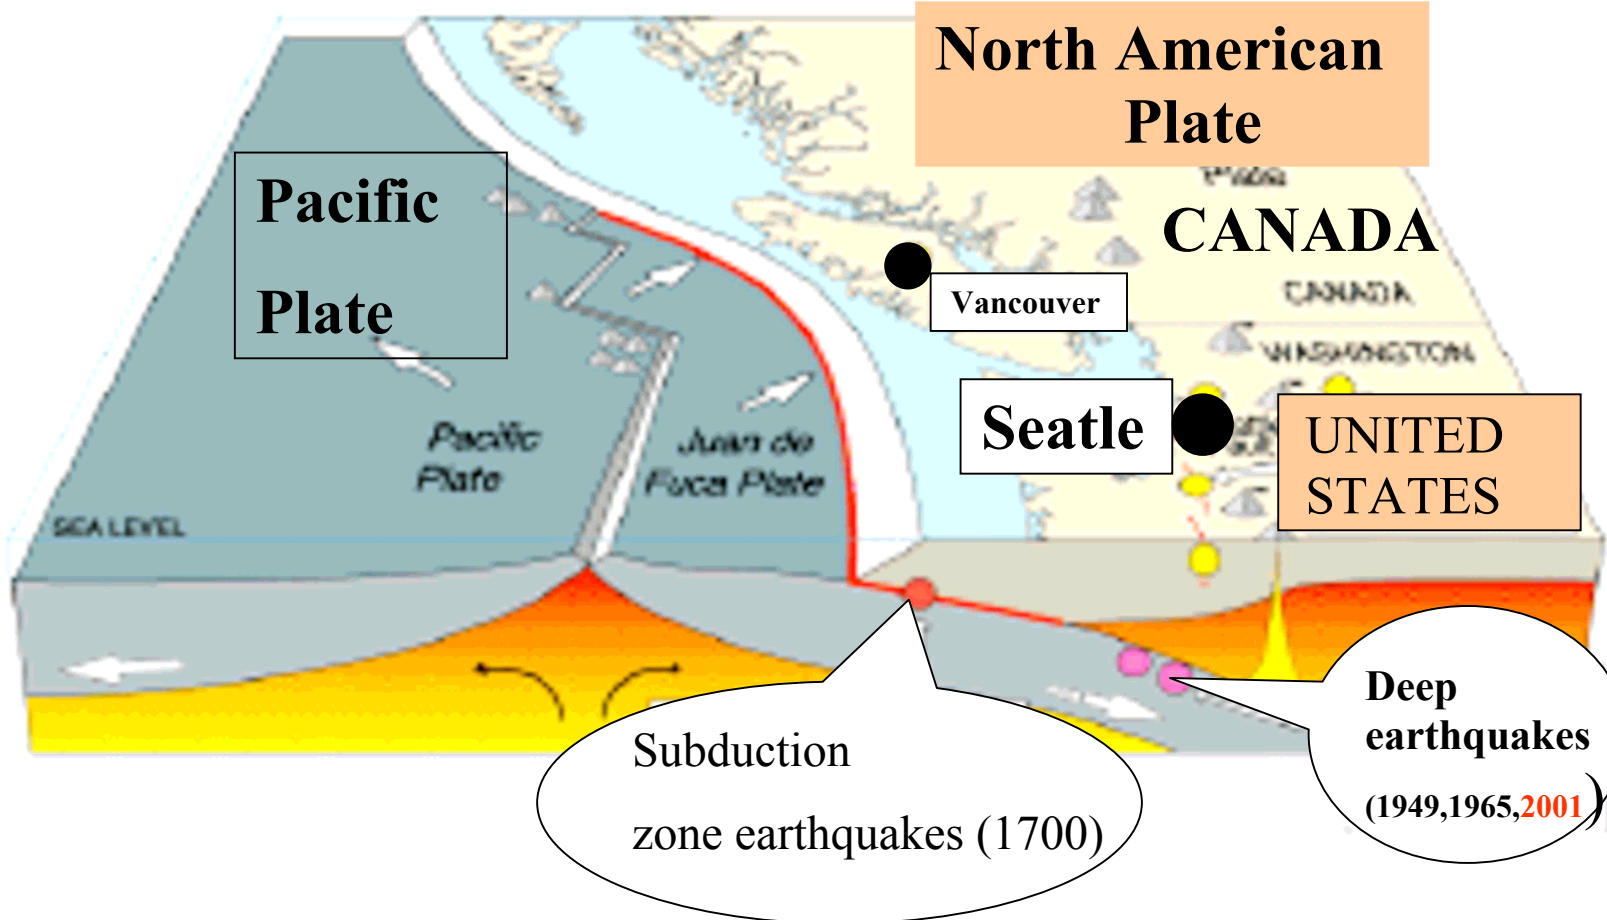 North American
Plate
Plate
Pacific
Plate
CANADA
CANADA
Vancouver
WASHINGTON
Seatle
UNITED
STATES
Pacific
Plate
Juan de
Fuca Plate
SEA LEVEL
Subduction
zone earthquakes (1700)
Deep
earthquakes
(1949,1965,2001)